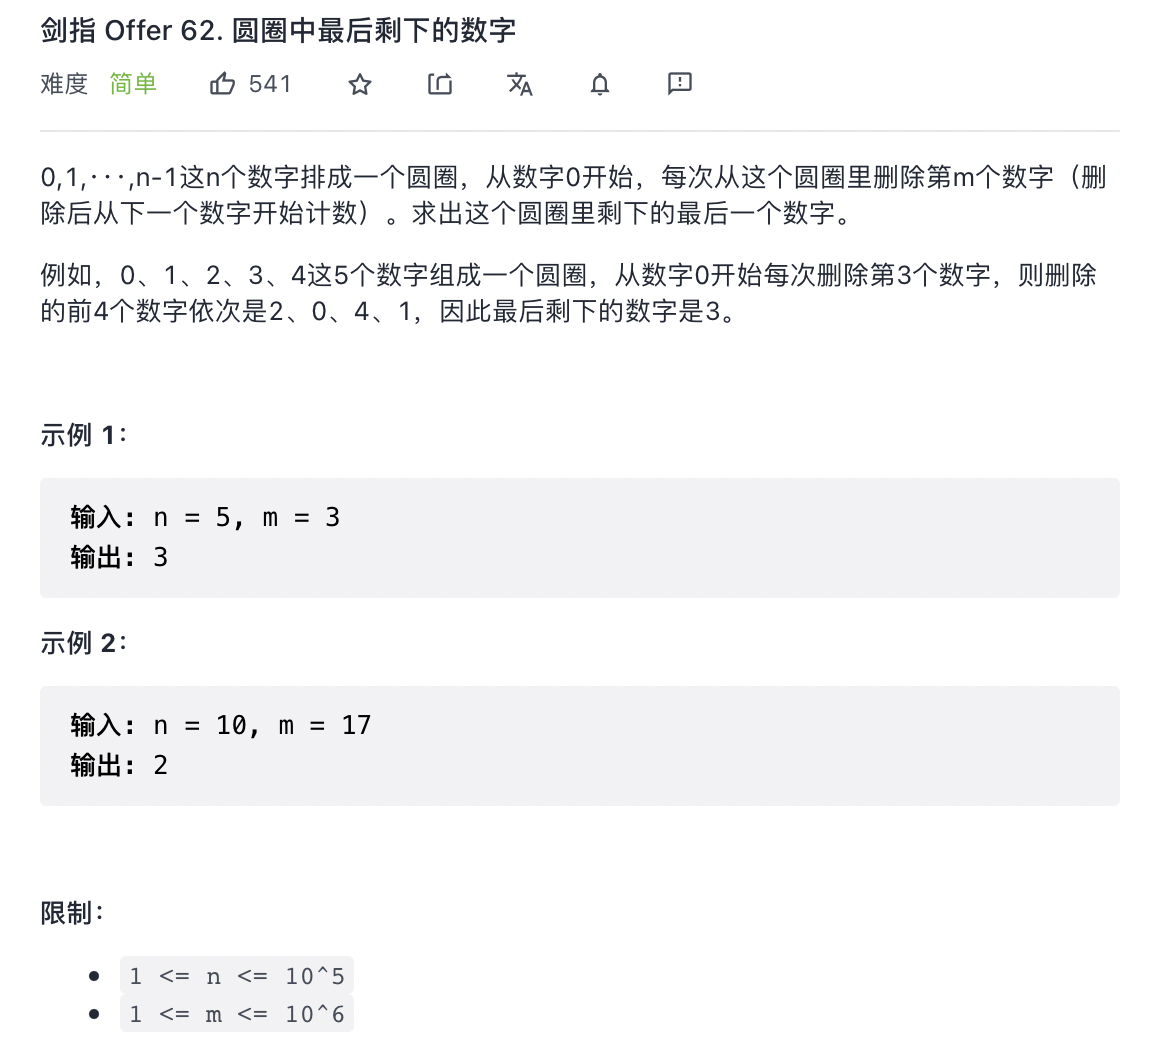 剑指 Offer 62. 圆圈中最后剩下的数字
难度 简单 541
0,1,···,n-1这n个数字排成一个圆圈，从数字0开始，每次从这个圆圈里删除第m个数字（删
除后从下一个数字开始计数）。求出这个圆圈里剩下的最后一个数字。
例如，0、1、2、3、4这5个数字组成一个圆圈，从数字0开始每次删除第3个数字，则删除
的前4个数字依次是2、0、4、1，因此最后剩下的数字是3。
示例 1：
输入: n = 5, m = 3
输出: 3
示例 2：
输入: n = 10, m = 17
输出: 2
限制：
1 <= n <= 10^5
1 <= m <= 10^6